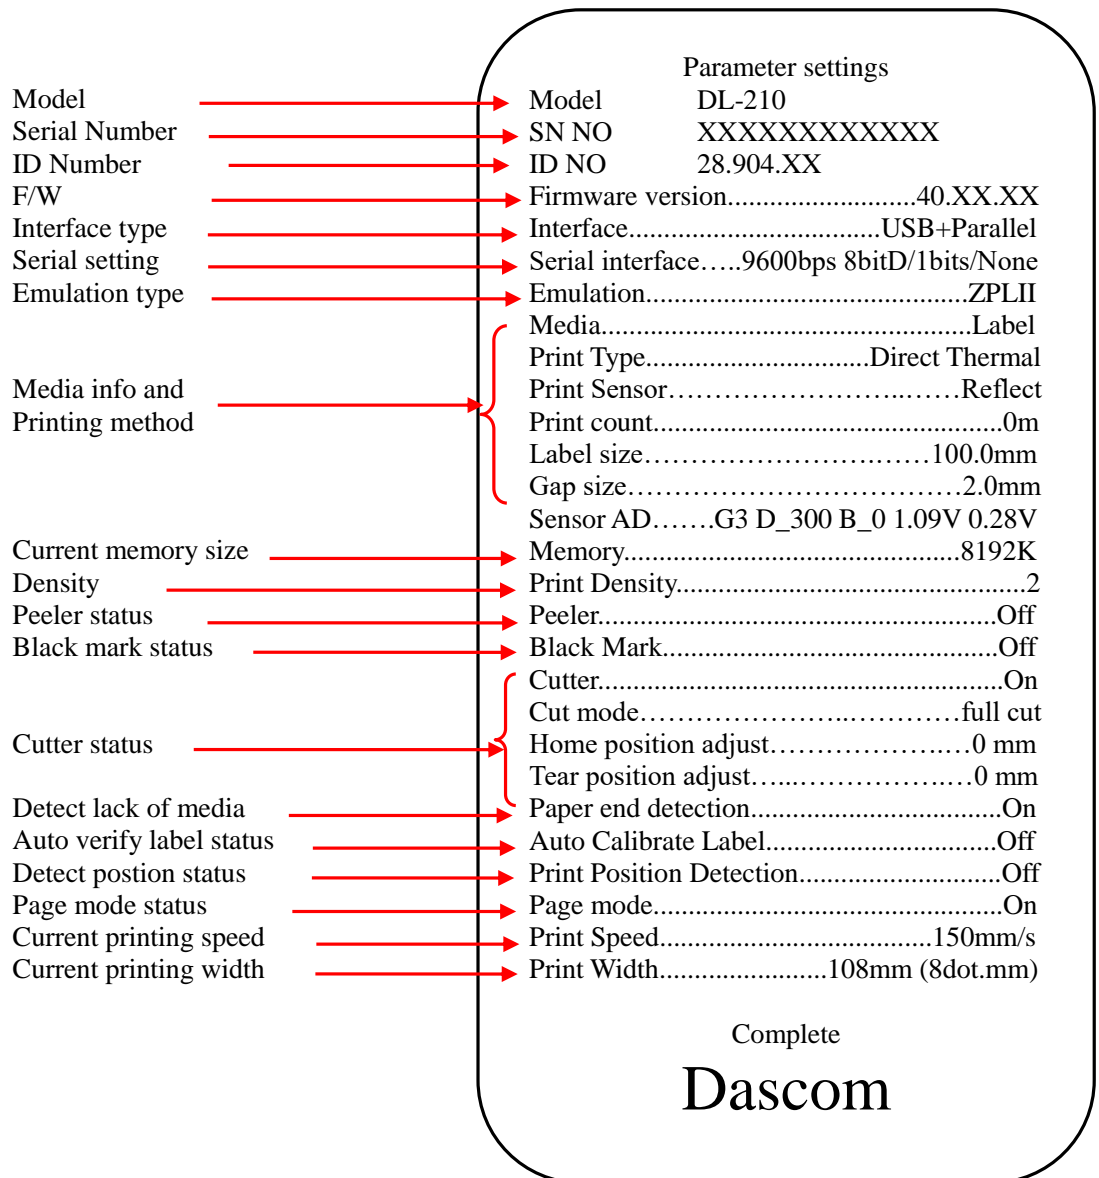 Parameter settings
Model Model DL-210
Serial Number SN NO XXXXXXXXXXXX
ID Number ID NO 28.904.XX
F/W Firmware version........................40.XX.XX
Interface type Interface................................USB+Parallel
Serial setting Serial interface.....9600bps 8bitD/1bits/None
Emulation type Emulation..........................................ZPLII
Media................................................Label
Print Type.............................Direct Thermal
Media info and Print Sensor..............................Reflect
Printing method Print count..............................................0m
Label size..............................100.0mm
Gap size....................................2.0mm
Sensor AD.......G3 D_300 B_0 1.09V 0.28V
Current memory size Memory............................................8192K
Density Print Density..............................................2
Peeler status Peeler....................................................Off
Black mark status Black Mark............................................Off
Cutter.....................................................On
Cut mode..................................full cut
Cutter status Home position adjust.....................0 mm
Tear position adjust........................0 mm
Detect lack of media Paper end detection.................................On
Auto verify label status Auto Calibrate Label..............................Off
Detect postion status Print Position Detection..........................Off
Page mode status Page mode..............................................On
Current printing speed Print Speed....................................150mm/s
Current printing width Print Width.....................108mm (8dot.mm)
Complete
Dascom